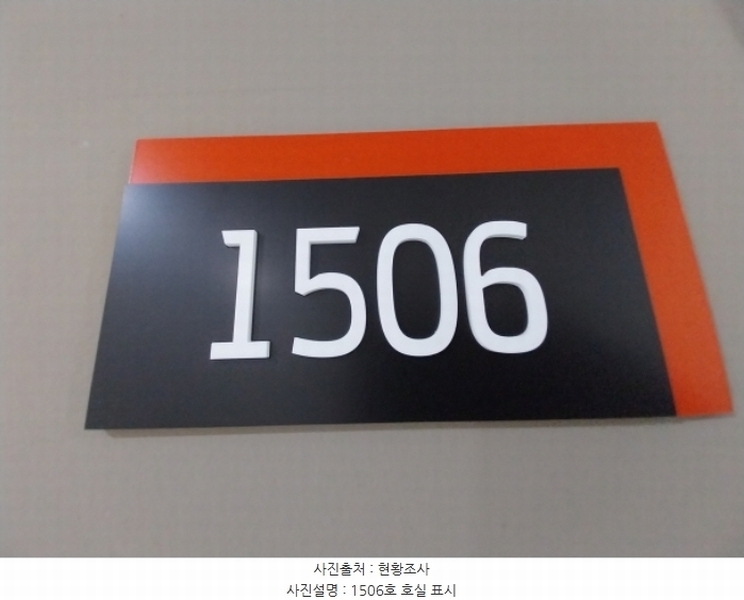 1506
사진출처 : 현황조사
사진설명 : 1506호 호실 표시